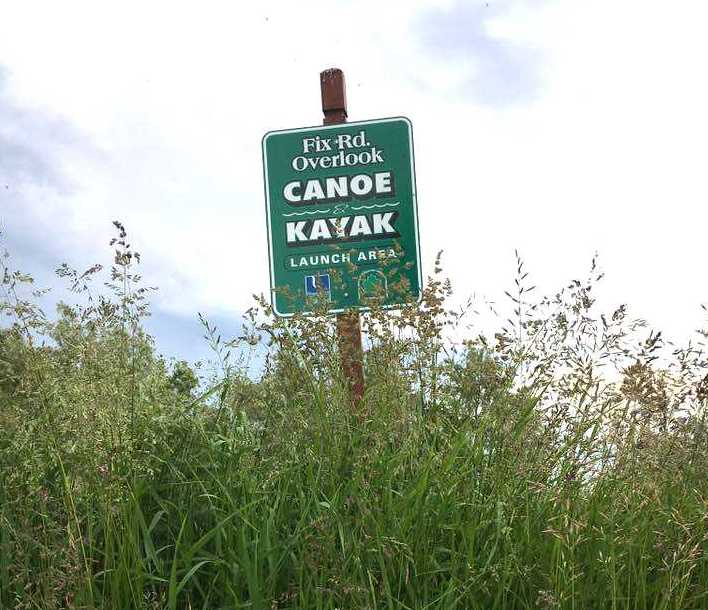 Fix Rd.
Overlook
CANOE
&
KAYAK
LAUNCH AREA